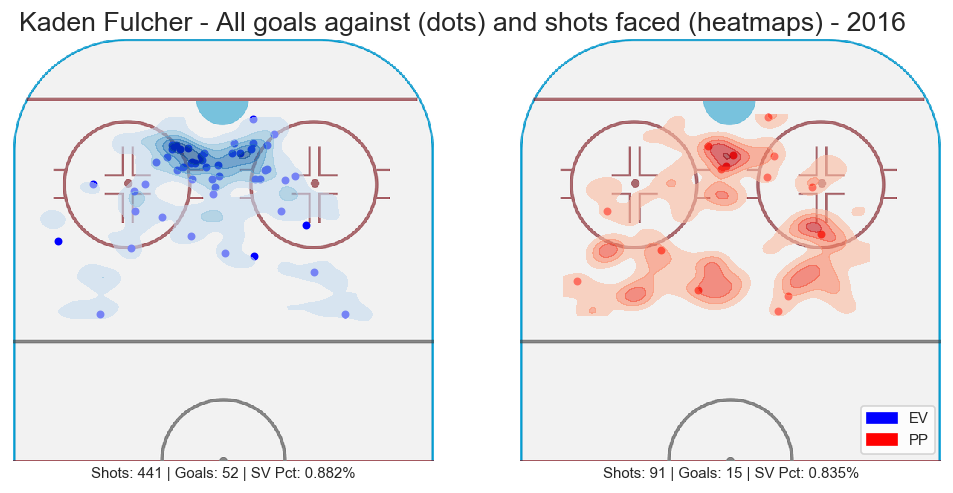 Kaden Fulcher - All goals against (dots) and shots faced (heatmaps) - 2016
EV
PP
Shots: 441 | Goals: 52 | SV Pct: 0.882%
Shots: 91 | Goals: 15 | SV Pct: 0.835%